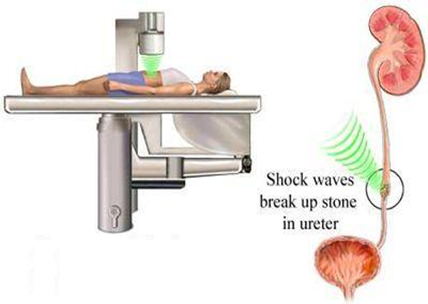 Shock waves
break up stone
in ureter